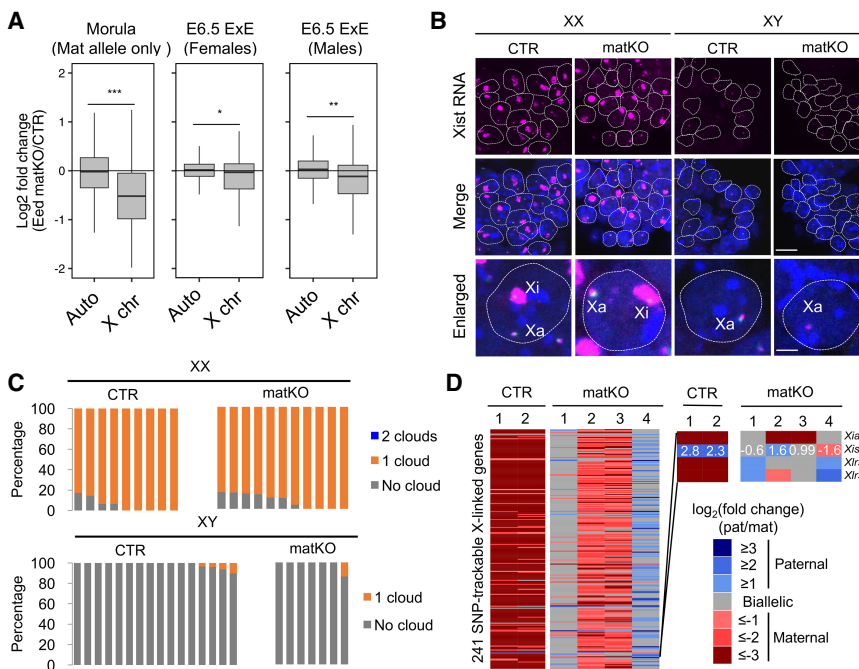 A
Morula
(Mat allele only )
E6.5 ExE
(Females)
E6.5 ExE
(Males)
Log2 fold change
(Eed matKO/CTR)
2
1
0
-1
-2
***
*
**
Auto
X chr
Auto
X chr
Auto
X chr
B
XX
XY
CTR
matKO
CTR
matKO
Xist RNA
Merge
Enlarged
Xi
Xa
Xa
Xi
Xa
Xa
C
XX
CTR
matKO
Percentage
100
80
60
40
20
0
2 clouds
1 cloud
No cloud
XY
CTR
matKO
Percentage
100
80
60
40
20
0
1 cloud
No cloud
D
CTR
matKO
1 2
1 2 3 4
241 SNP-trackable X-linked genes
CTR
matKO
1 2
1 2 3 4
Xia
2.8 2.3 -0.6 1.6 0.99 -1.6 Xis
Xlr
Xlr
log2(fold change)
(pat/mat)
≥3
≥2
≥1
Paternal
Biallelic
≤-1
≤-2
≤-3
Maternal